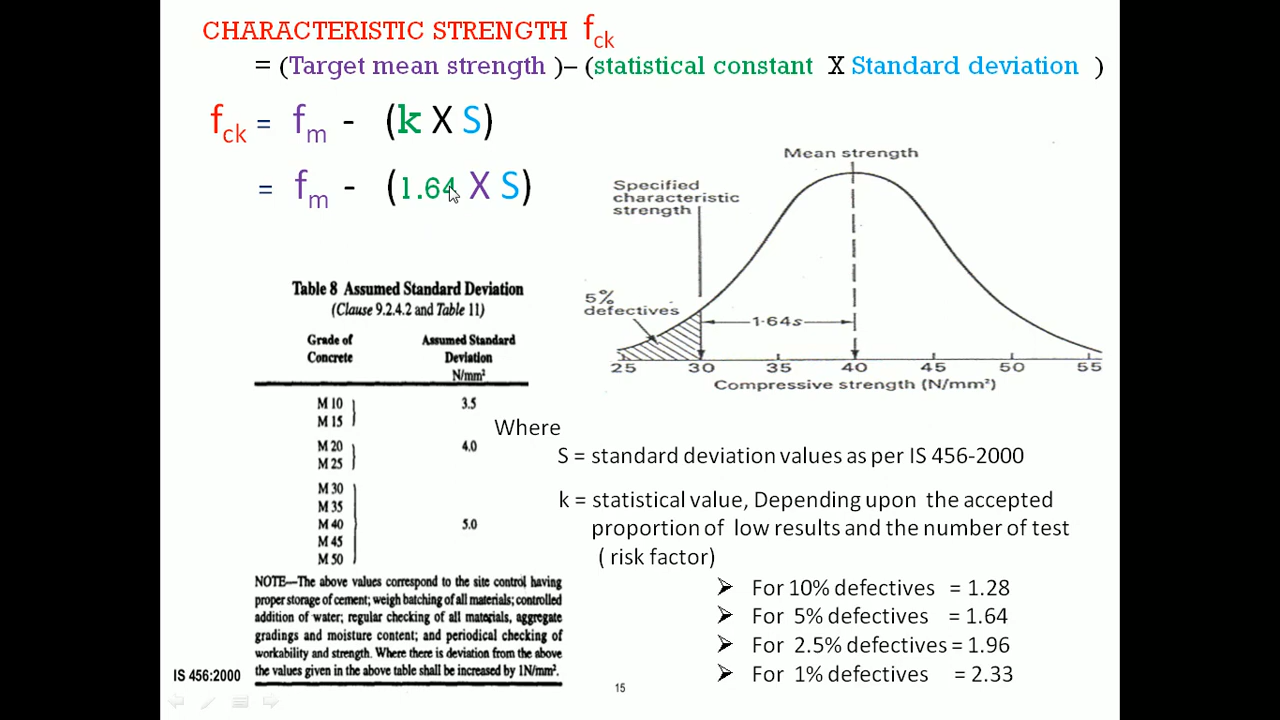 CHARACTERISTIC STRENGTH fck
= (Target mean strength )– (statistical constant X Standard deviation )
fck = fm - (k X S)
= fm - (1.64 X S)
Mean strength
Specified
characteristic
strength
5%
defectives
1·64s
25 30 35 40 45 50 55
Compressive strength (N/mm²)
Table 8 Assumed Standard Deviation
(Clause 9.2.4.2 and Table 11)
Grade of Assumed Standard
Concrete Deviation
N/mm²
M 10 3.5
M 15
M 20 4.0
M 25
M 30
M 35
M 40 5.0
M 45
M 50
NOTE—The above values correspond to the site control having
proper storage of cement; weigh batching of all materials; controlled
addition of water; regular checking of all materials, aggregate
gradings and moisture content; and periodical checking of
workability and strength. Where there is deviation from the above
the values given in the above table shall be increased by 1N/mm².
IS 456:2000
Where
S = standard deviation values as per IS 456-2000
k = statistical value, Depending upon the accepted
proportion of low results and the number of test
( risk factor)
➢ For 10% defectives = 1.28
➢ For 5% defectives = 1.64
➢ For 2.5% defectives = 1.96
➢ For 1% defectives = 2.33
15